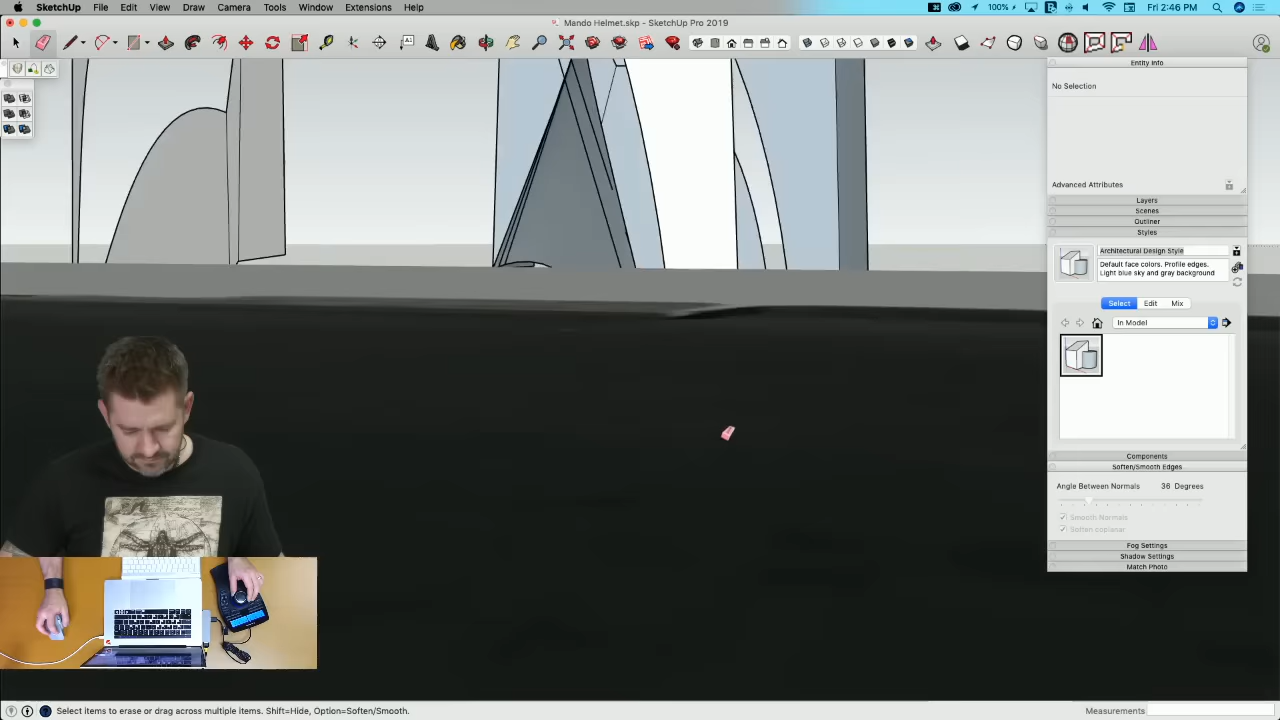 SketchUp File Edit View Draw Camera Tools Window Extensions Help
100% Fri 2:46 PM
Mando Helmet.skp - SketchUp Pro 2019
Entity Info
No Selection
Advanced Attributes
Layers
Scenes
Outliner
Styles
Architectural Design Style
Default face colors. Profile edges.
Light blue sky and gray background
Select Edit Mix
In Model
Components
Soften/Smooth Edges
Angle Between Normals 36 Degrees
Smooth Normals
Soften coplanar
Fog Settings
Shadow Settings
Match Photo
Select items to erase or drag across multiple items. Shift=Hide, Option=Soften/Smooth.
Measurements